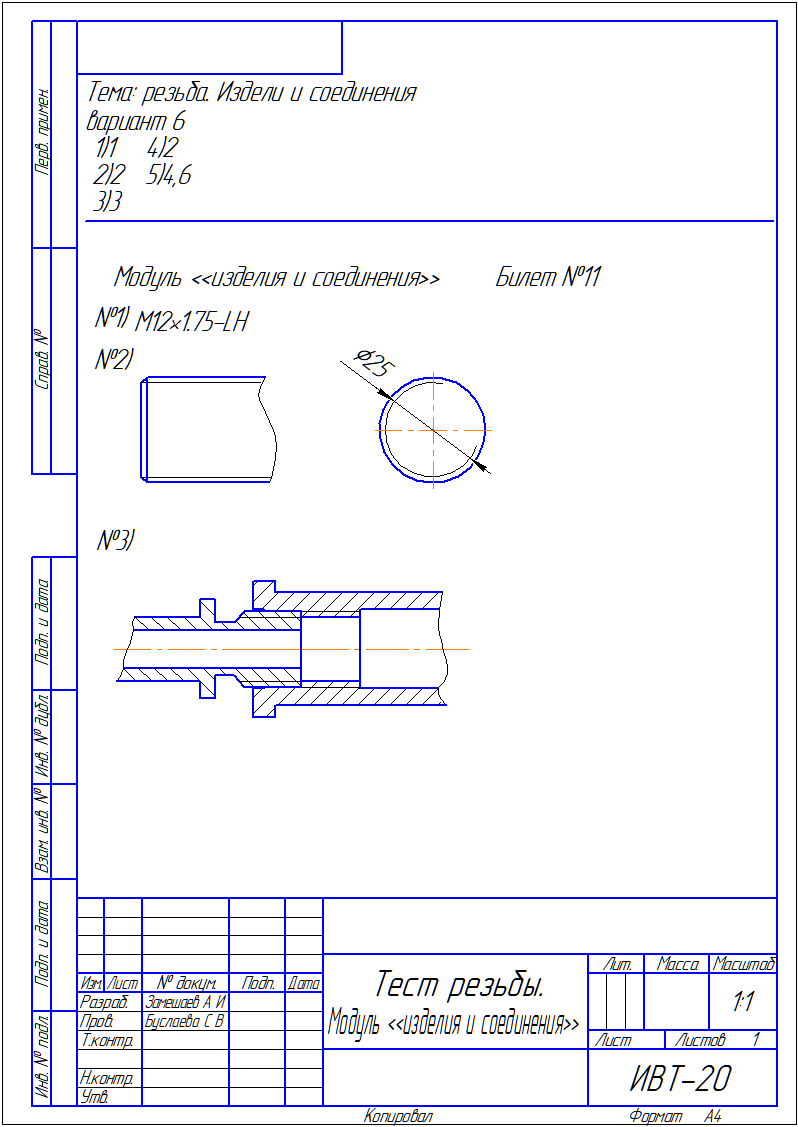 Тема: резьба. Издели и соединения
вариант 6
1)1 4)2
2)2 5)4,6
3)3
Модуль <<изделия и соединения>> Билет №11
№1) М12×1.75-LH
№2)
⌀25
№3)
Перв. примен.
Справ. №
Подп. и дата
Инв. № дубл.
Взам. инв. №
Подп. и дата
Инв. № подл.
Изм. Лист № докум. Подп. Дата
Разраб. Замешаев А И
Пров. Буслаева С В
Т.контр.
Н.контр.
Утв.
Тест резьбы.
Модуль <<изделия и соединения>>
Лит. Масса Масштаб
1:1
Лист Листов 1
ИВТ-20
Копировал Формат А4